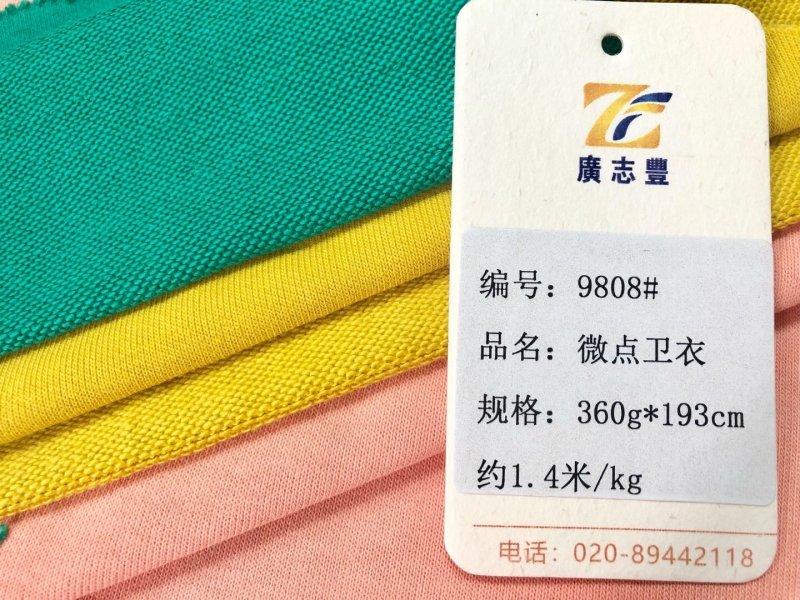 廣志豐
编号：9808#
品名：微点卫衣
规格：360g*193cm
约1.4米/kg
电话：020-89442118